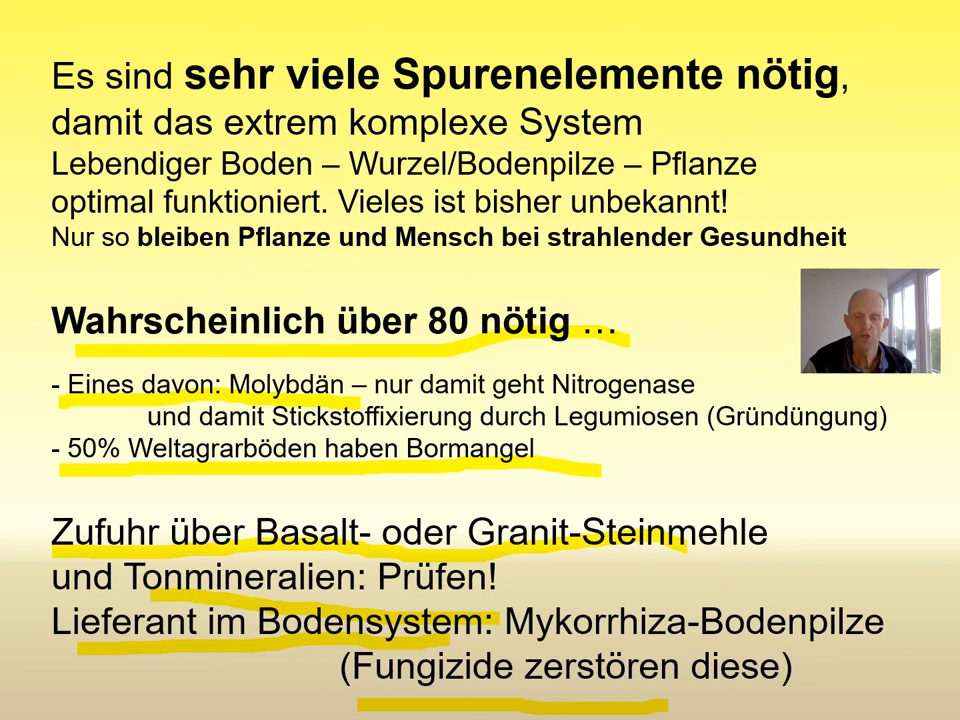 Es sind sehr viele Spurenelemente nötig,
damit das extrem komplexe System
Lebendiger Boden – Wurzel/Bodenpilze – Pflanze
optimal funktioniert. Vieles ist bisher unbekannt!
Nur so bleiben Pflanze und Mensch bei strahlender Gesundheit
Wahrscheinlich über 80 nötig …
- Eines davon: Molybdän – nur damit geht Nitrogenase
und damit Stickstoffixierung durch Legumiosen (Gründüngung)
- 50% Weltagrarböden haben Bormangel
Zufuhr über Basalt- oder Granit-Steinmehle
und Tonmineralien: Prüfen!
Lieferant im Bodensystem: Mykorrhiza-Bodenpilze
(Fungizide zerstören diese)